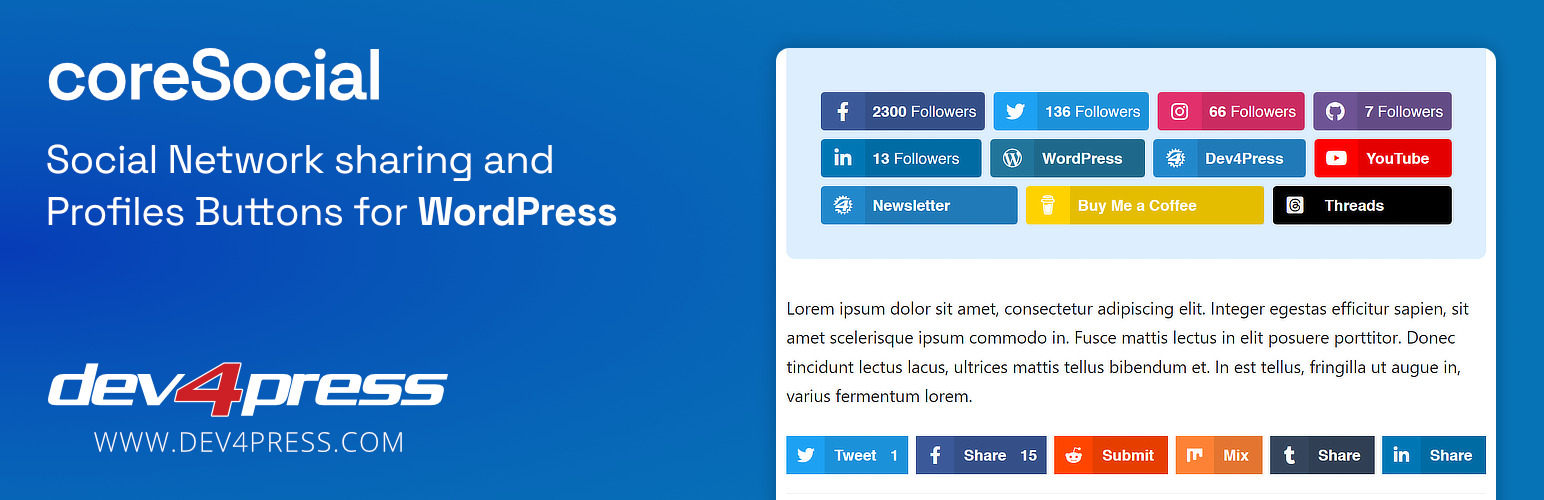 coreSocial
Social Network sharing and
Profiles Buttons for WordPress
dev4press
WWW.DEV4PRESS.COM
2300 Followers 136 Followers 66 Followers 7 Followers
13 Followers WordPress Dev4Press YouTube
Newsletter Buy Me a Coffee Threads
Lorem ipsum dolor sit amet, consectetur adipiscing elit. Integer egestas efficitur sapien, sit
amet scelerisque ipsum commodo in. Fusce mattis lectus in elit posuere porttitor. Donec
tincidunt lectus lacus, ultrices mattis tellus bibendum et. In est tellus, fringilla ut augue in,
varius fermentum lorem.
Tweet 1 Share 15 Submit Mix Share Share